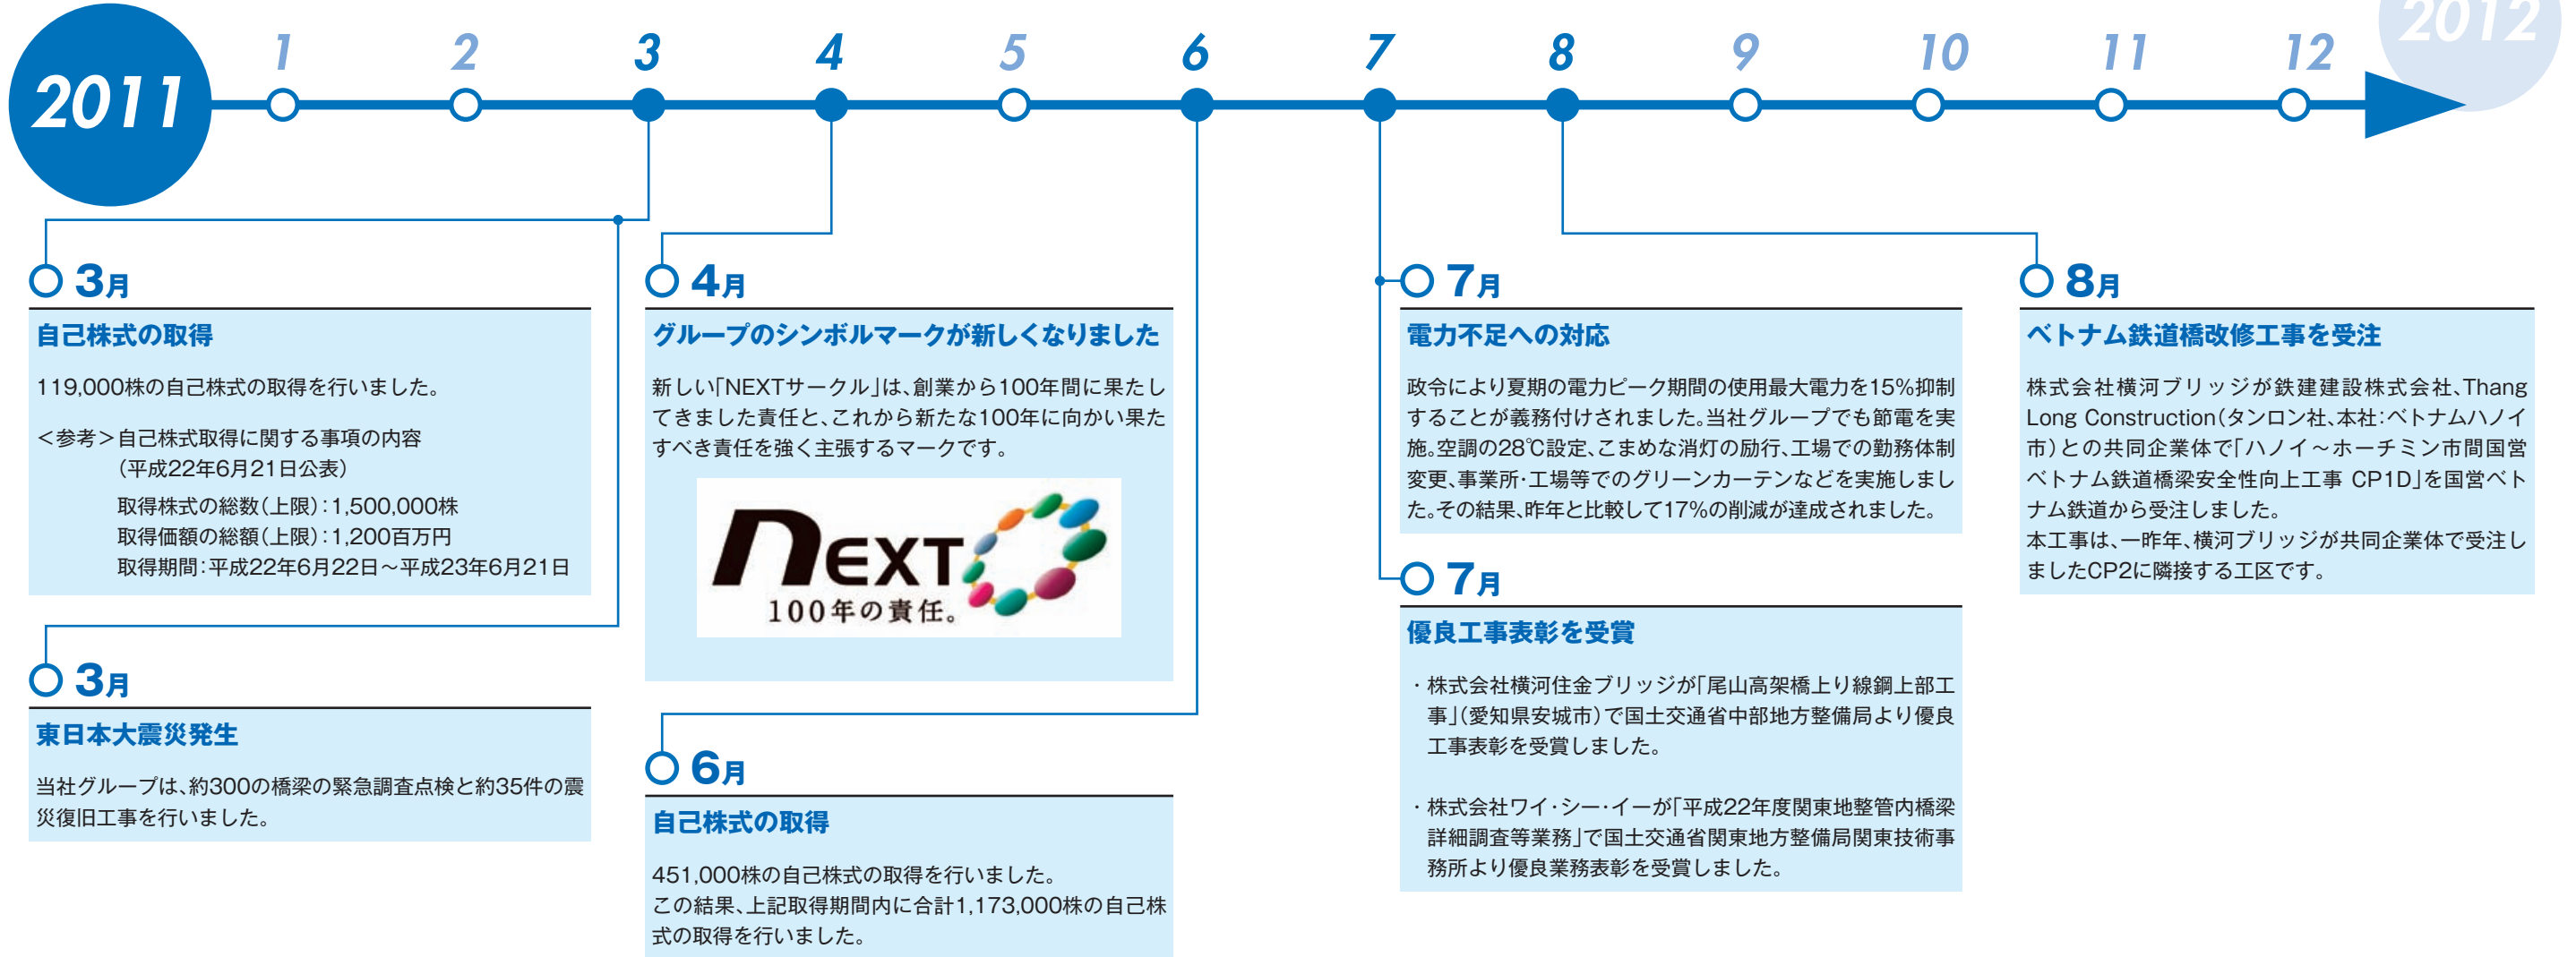 2011
1 2 3 4 5 6 7 8 9 10 11 12
2012
3月
自己株式の取得
119,000株の自己株式の取得を行いました。
＜参考＞自己株式取得に関する事項の内容
（平成22年6月21日公表）
取得株式の総数（上限）：1,500,000株
取得価額の総額（上限）：1,200百万円
取得期間：平成22年6月22日～平成23年6月21日
3月
東日本大震災発生
当社グループは、約300の橋梁の緊急調査点検と約35件の震
災復旧工事を行いました。
4月
グループのシンボルマークが新しくなりました
新しい「NEXTサークル」は、創業から100年間に果たし
てきました責任と、これから新たな100年に向かい果た
すべき責任を強く主張するマークです。
nEXT
100年の責任。
6月
自己株式の取得
451,000株の自己株式の取得を行いました。
この結果、上記取得期間内に合計1,173,000株の自己株
式の取得を行いました。
7月
電力不足への対応
政令により夏期の電力ピーク期間の使用最大電力を15％抑制
することが義務付けされました。当社グループでも節電を実
施。空調の28℃設定、こまめな消灯の励行、工場での勤務体制
変更、事業所・工場等でのグリーンカーテンなどを実施しまし
た。その結果、昨年と比較して17％の削減が達成されました。
7月
優良工事表彰を受賞
・株式会社横河住金ブリッジが「尾山高架橋上り線鋼上部工
事」（愛知県安城市）で国土交通省中部地方整備局より優良
工事表彰を受賞しました。
・株式会社ワイ・シー・イーが「平成22年度関東地整管内橋梁
詳細調査等業務」で国土交通省関東地方整備局関東技術事
務所より優良業務表彰を受賞しました。
8月
ベトナム鉄道橋改修工事を受注
株式会社横河ブリッジが鉄建建設株式会社、Thang
Long Construction（タンロン社、本社：ベトナムハノイ
市）との共同企業体で「ハノイ～ホーチミン市間国営
ベトナム鉄道橋梁安全性向上工事 CP1D」を国営ベト
ナム鉄道から受注しました。
本工事は、一昨年、横河ブリッジが共同企業体で受注し
ましたCP2に隣接する工区です。